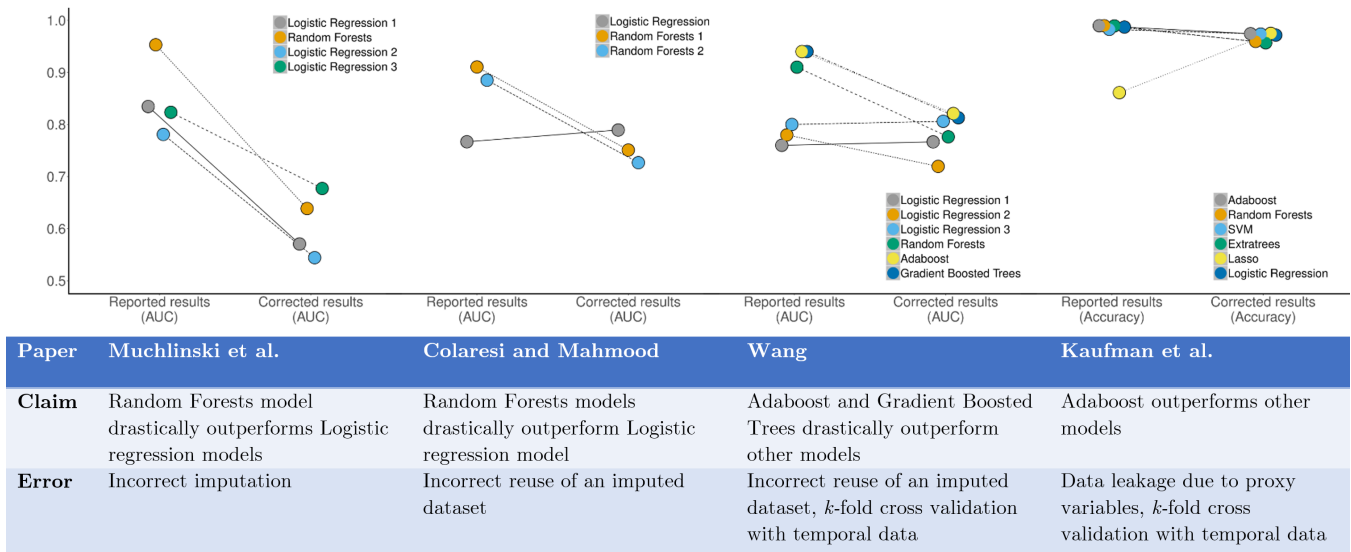 1.0
0.9
0.8
0.7
0.6
0.5
Logistic Regression 1
Random Forests
Logistic Regression 2
Logistic Regression 3
Reported results
(AUC)
Corrected results
(AUC)
Logistic Regression
Random Forests 1
Random Forests 2
Reported results
(AUC)
Corrected results
(AUC)
Logistic Regression 1
Logistic Regression 2
Logistic Regression 3
Random Forests
Adaboost
Gradient Boosted Trees
Reported results
(AUC)
Corrected results
(AUC)
Adaboost
Random Forests
SVM
Extratrees
Lasso
Logistic Regression
Reported results
(Accuracy)
Corrected results
(Accuracy)
Paper
Muchlinski et al.
Colaresi and Mahmood
Wang
Kaufman et al.
Claim
Random Forests model
drastically outperforms Logistic
regression models
Random Forests models
drastically outperform Logistic
regression model
Adaboost and Gradient Boosted
Trees drastically outperform
other models
Adaboost outperforms other
models
Error
Incorrect imputation
Incorrect reuse of an imputed
dataset
Incorrect reuse of an imputed
dataset, k-fold cross validation
with temporal data
Data leakage due to proxy
variables, k-fold cross
validation with temporal data